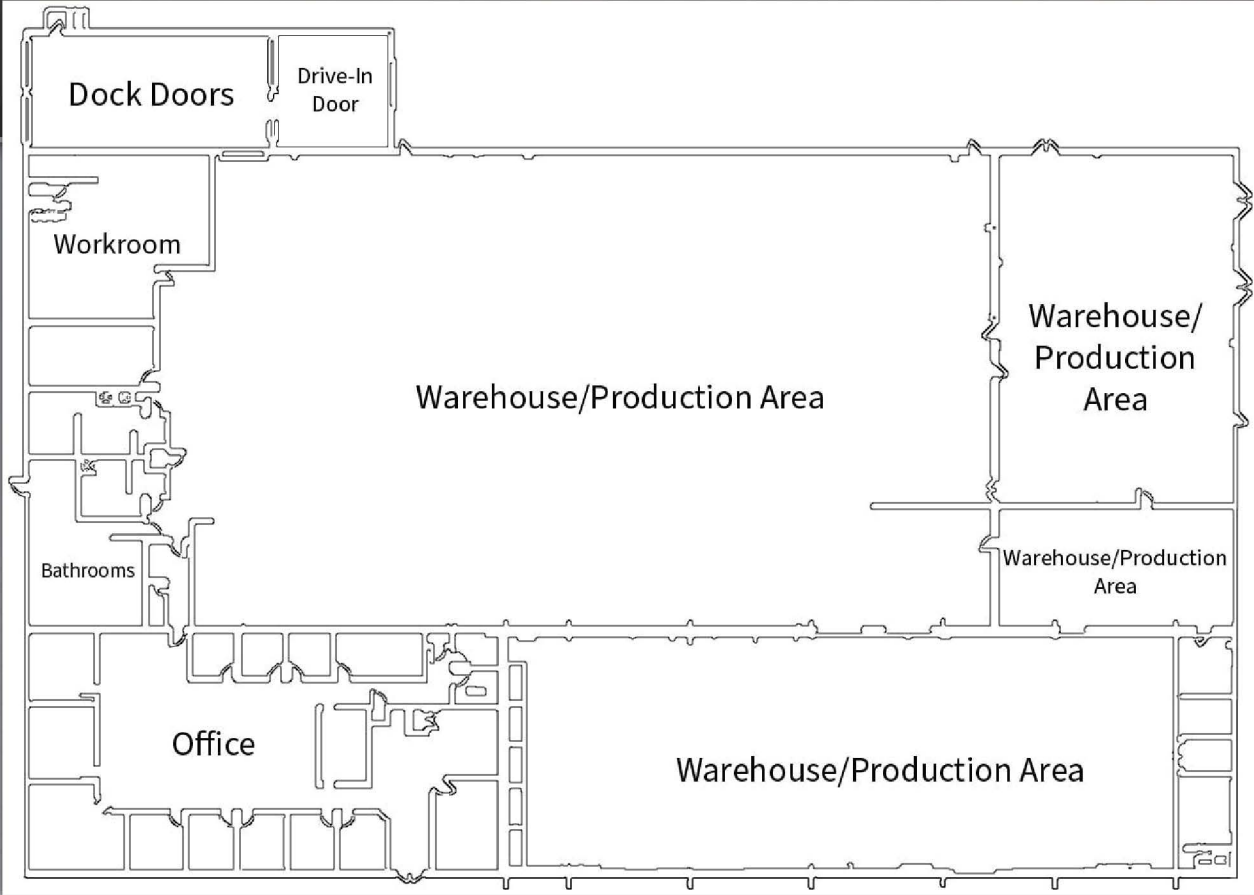 Dock Doors
Drive-In
Door
Workroom
Warehouse/
Production
Area
Warehouse/Production Area
Warehouse/Production
Area
Bathrooms
Office
Warehouse/Production Area